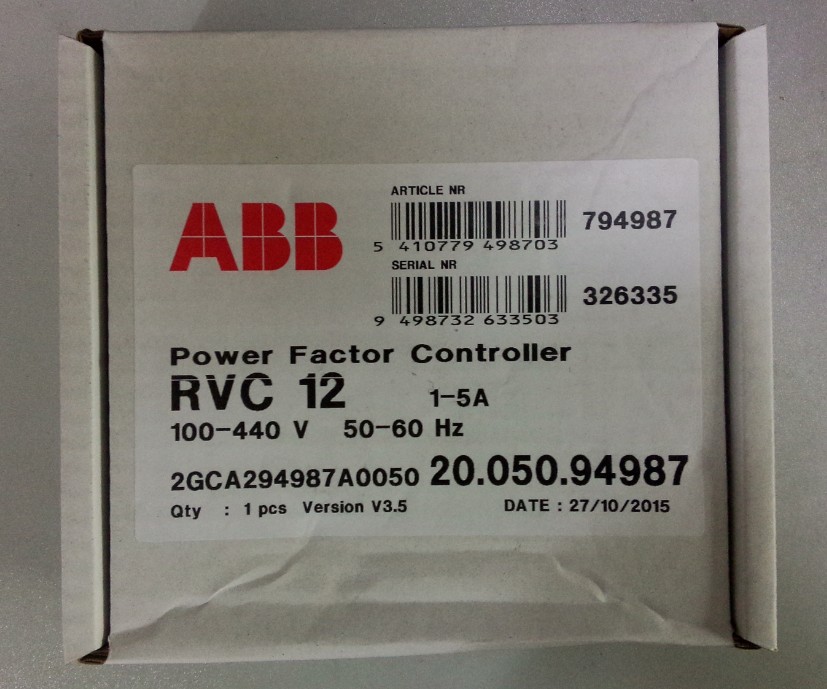 ABB
ARTICLE NR
794987
5 410779 498703
SERIAL NR
326335
9 498732 633503
Power Factor Controller
RVC 12 1-5A
100-440 V 50-60 Hz
2GCA294987A0050 20.050.94987
Qty : 1 pcs Version V3.5 DATE : 27/10/2015